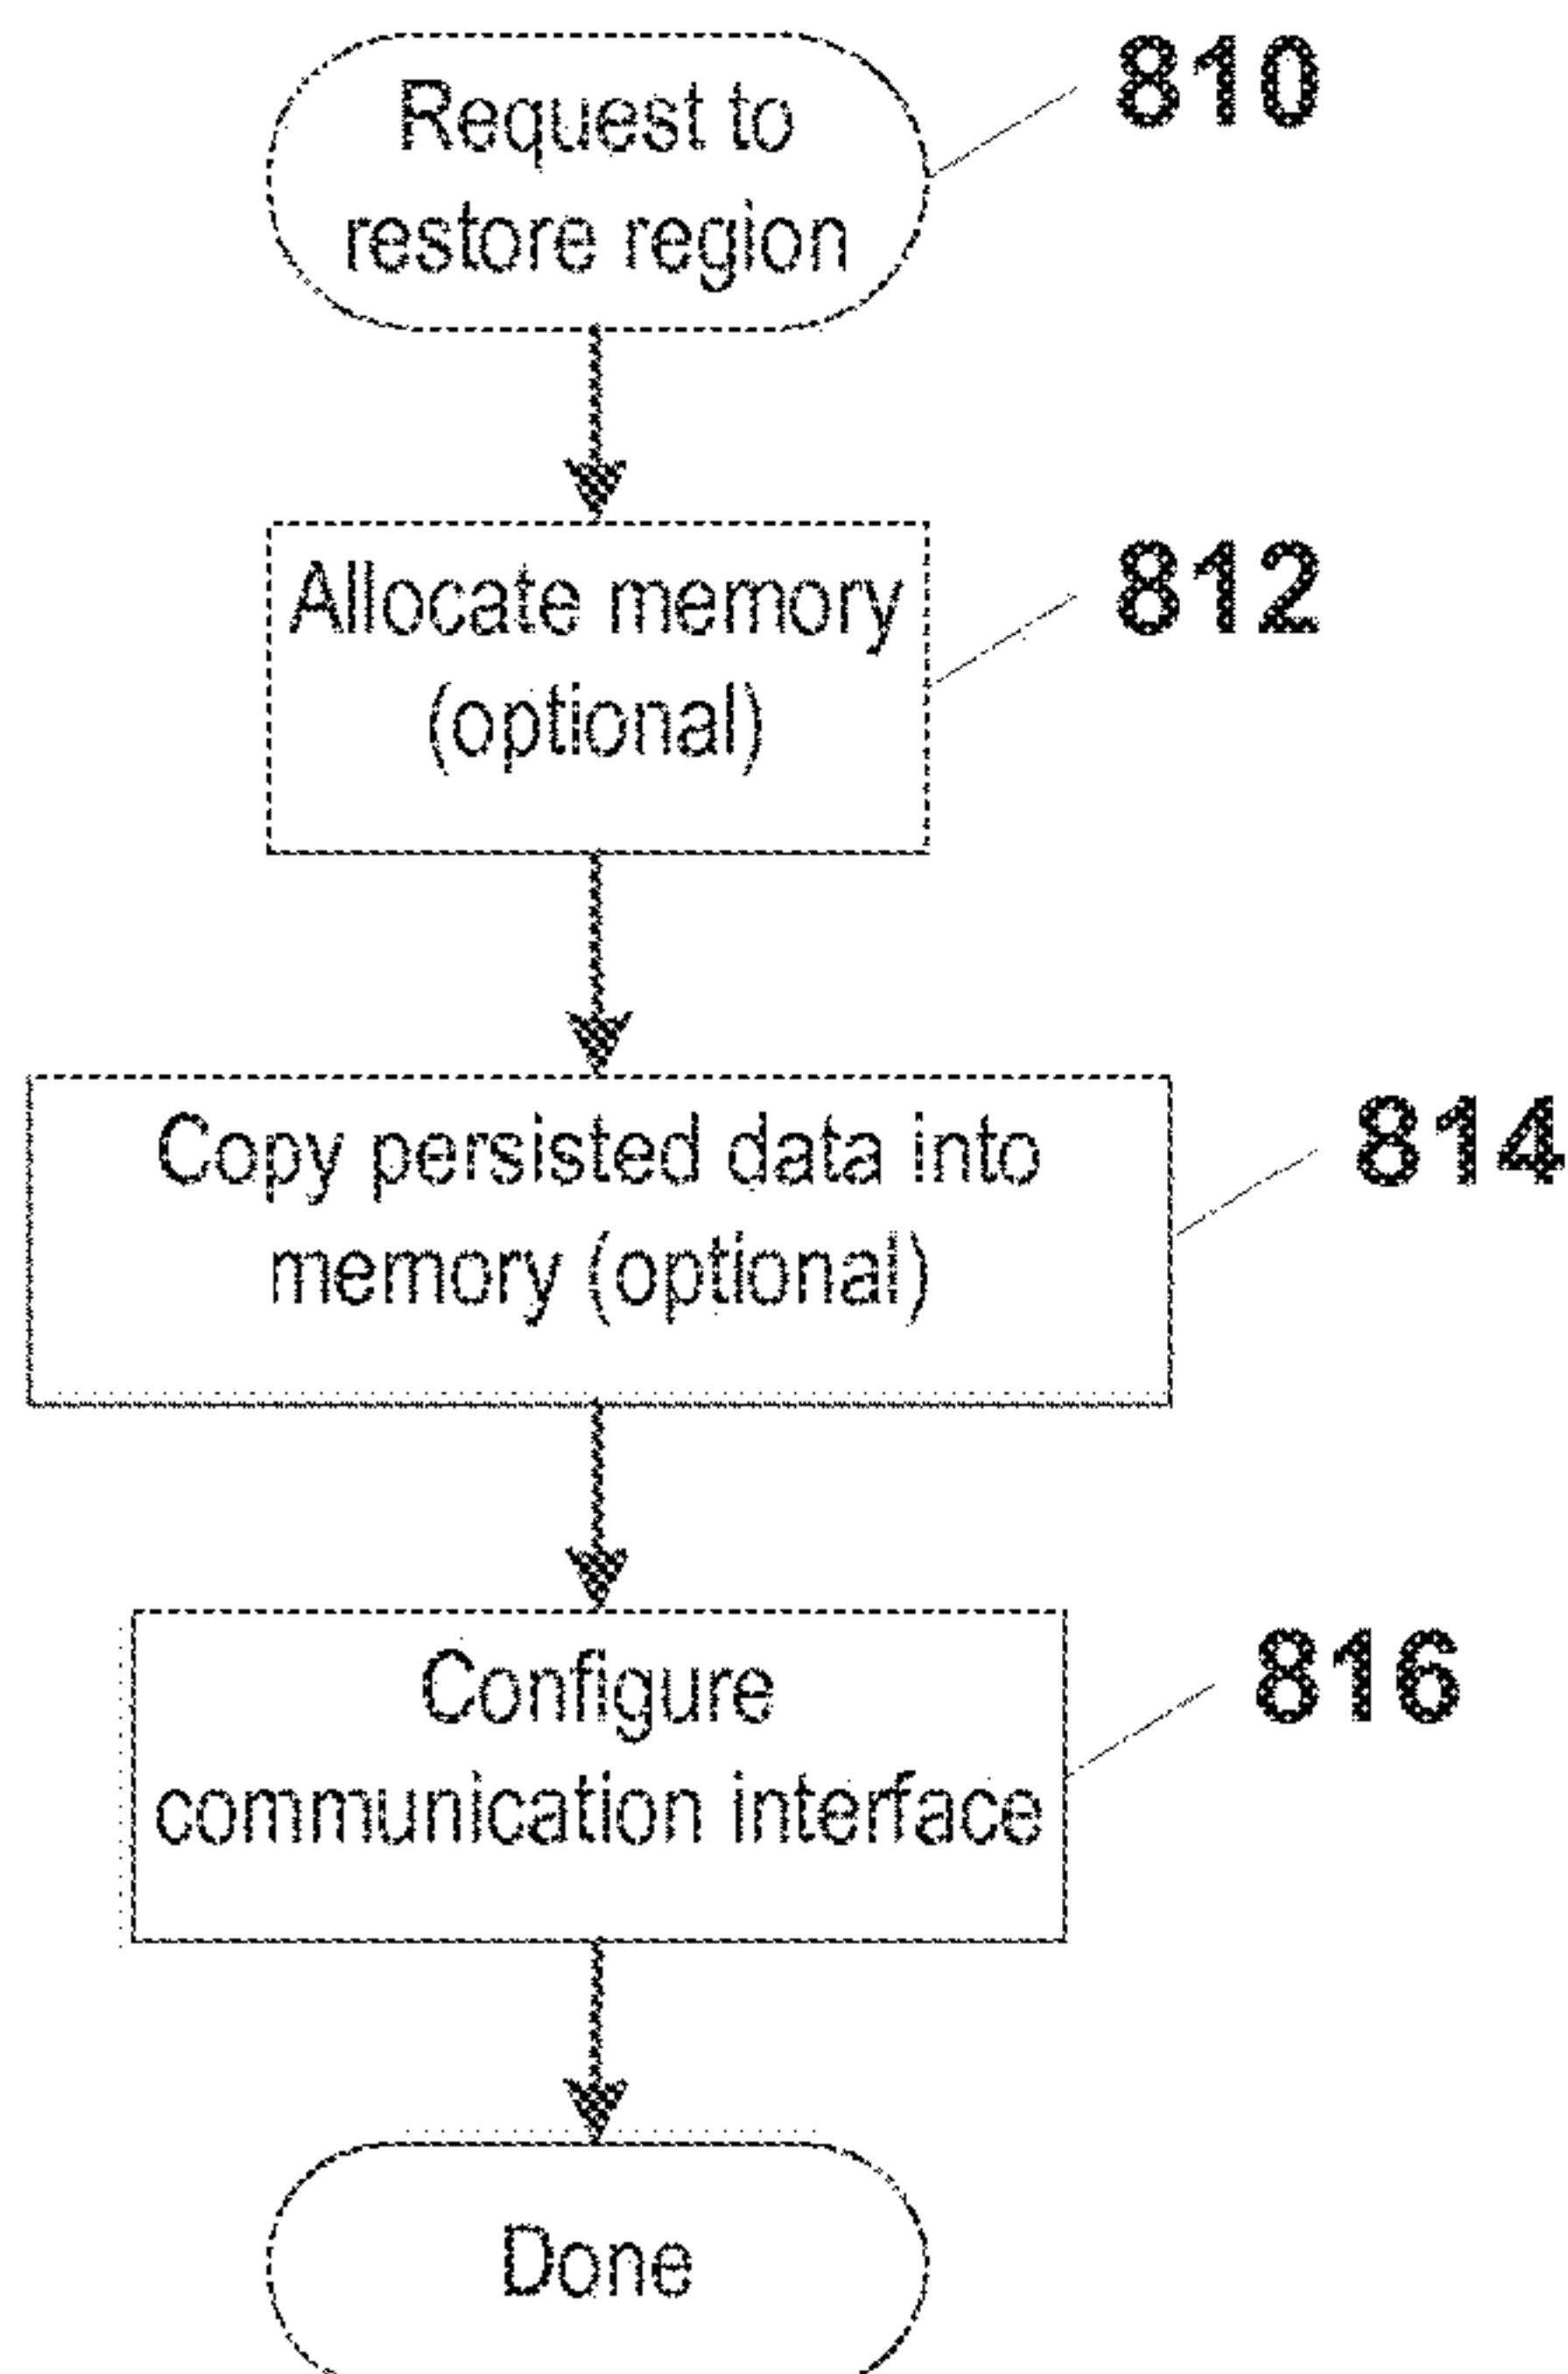 Request to
restore region
810
Allocate memory
(optional)
812
Copy persisted data into
memory (optional)
814
Configure
communication interface
816
Done